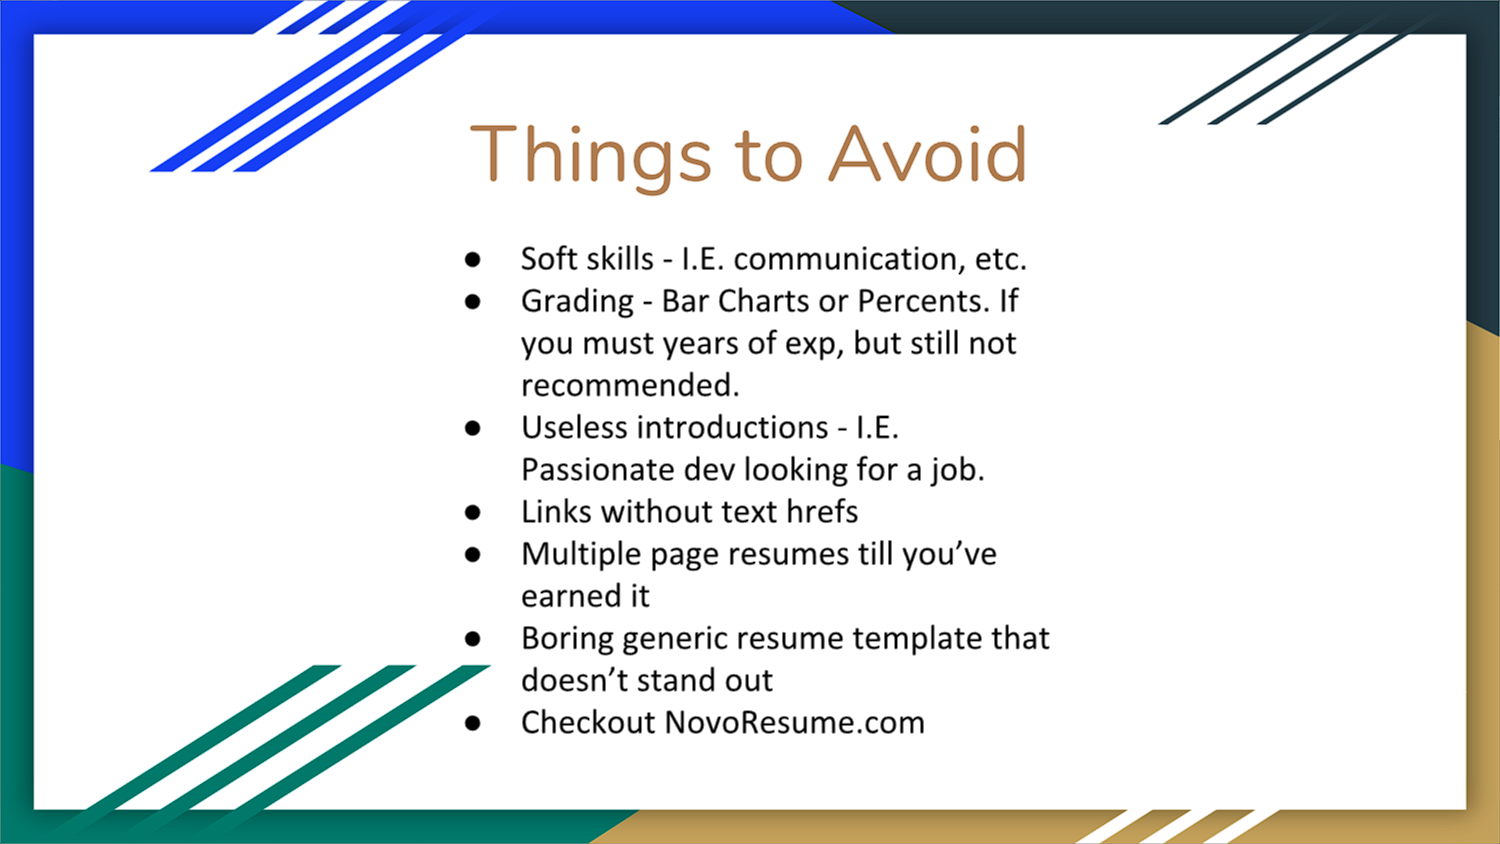 Things to Avoid
● Soft skills - I.E. communication, etc.
● Grading - Bar Charts or Percents. If
you must years of exp, but still not
recommended.
● Useless introductions - I.E.
Passionate dev looking for a job.
● Links without text hrefs
● Multiple page resumes till you’ve
earned it
● Boring generic resume template that
doesn’t stand out
● Checkout NovoResume.com